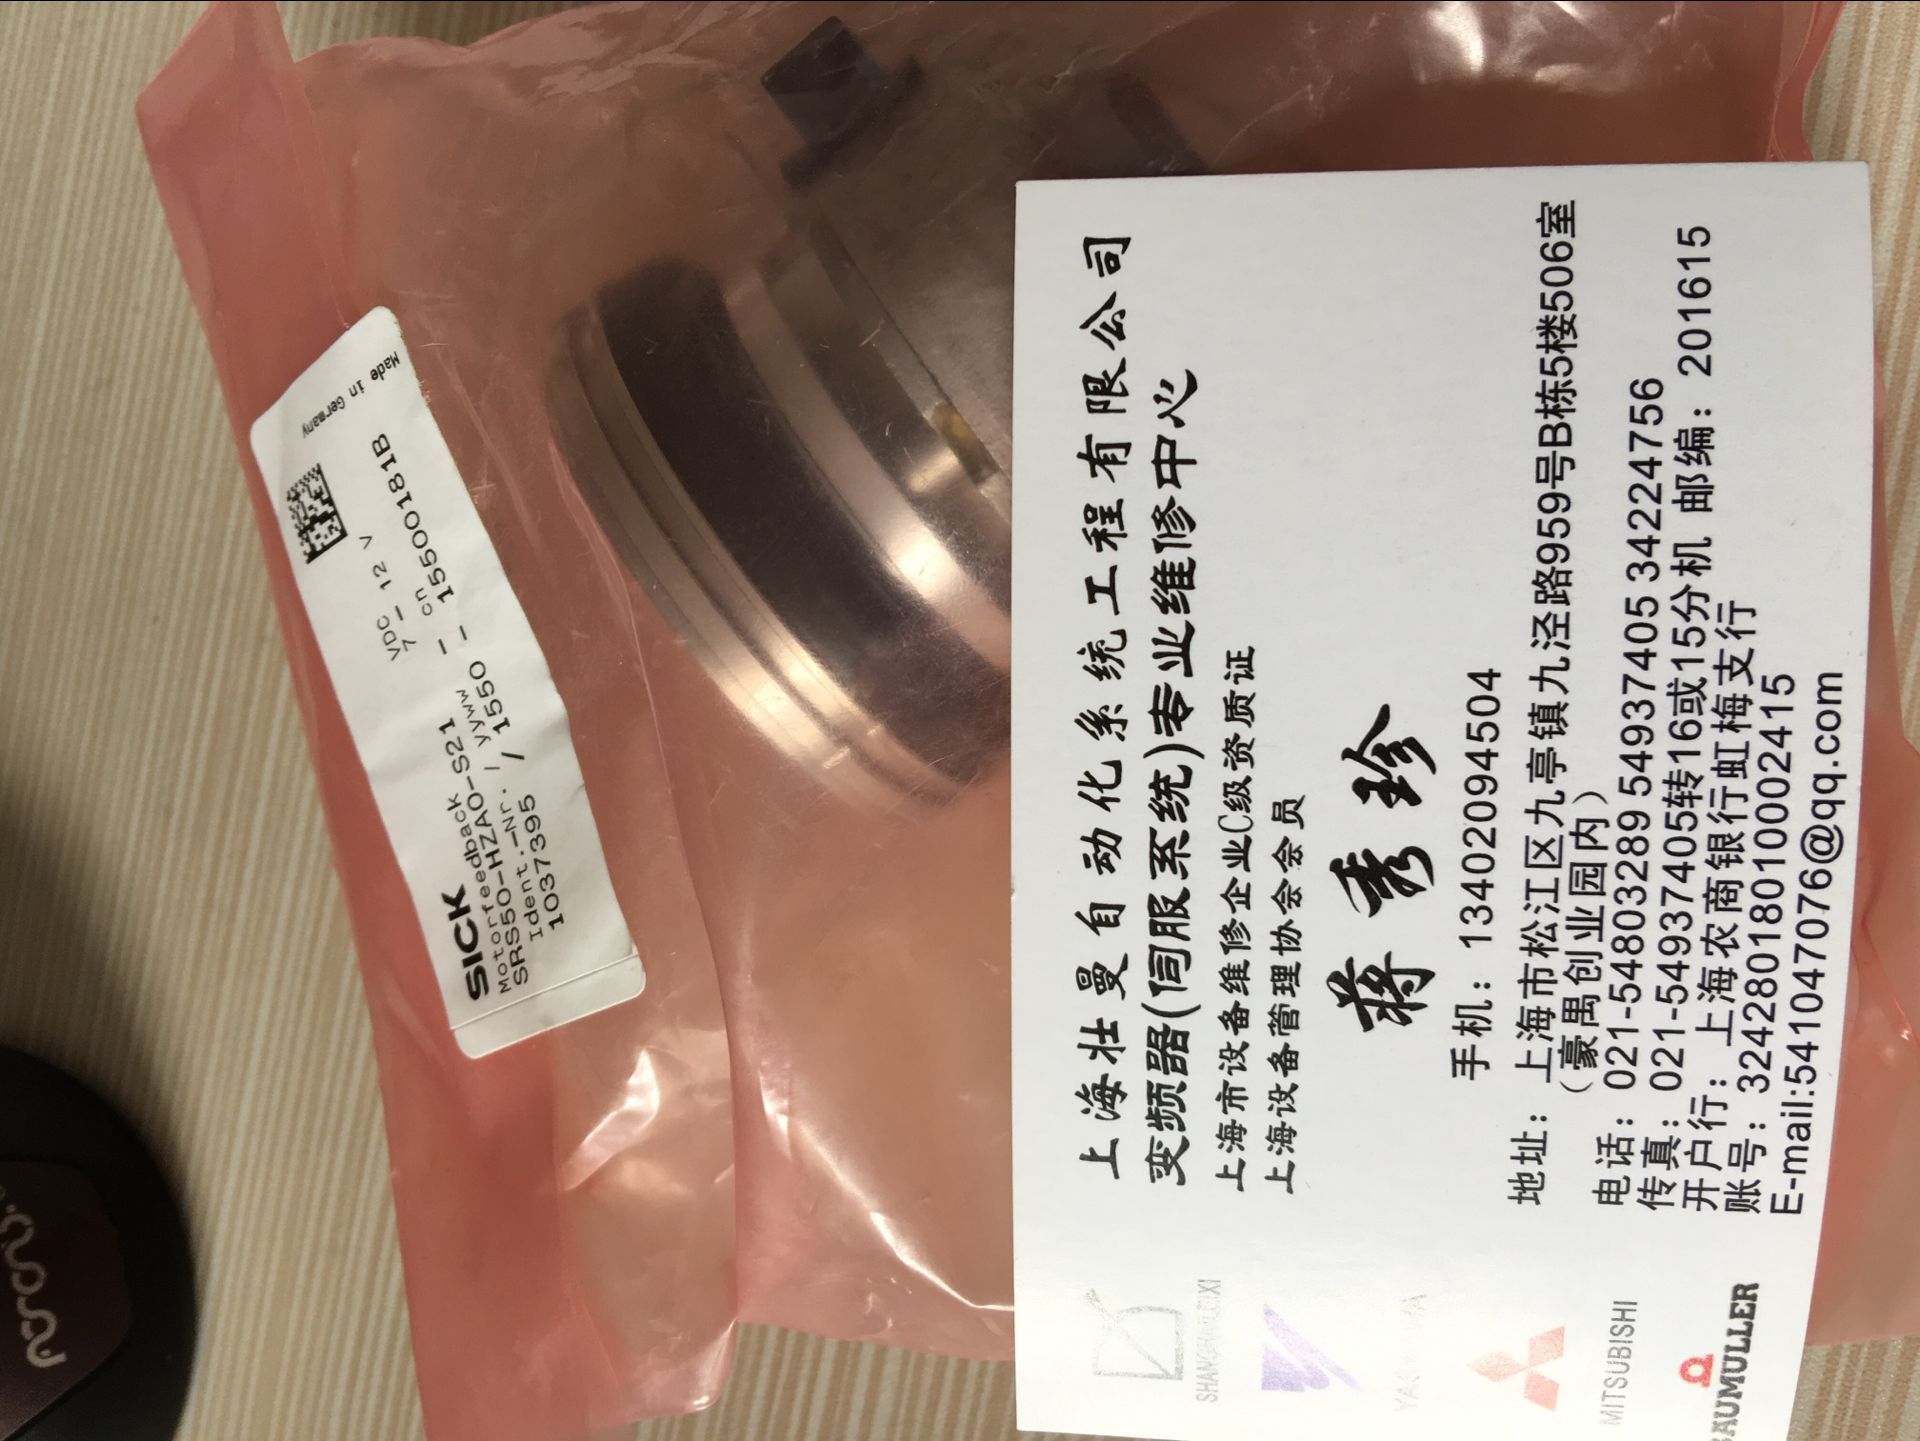 Made in Germany
VDC
7 – 12 V
SICK
Motorfeedback
SRS50-HZAO-S21
Ident.-Nr. / yyww – cn
1037395 / 1550 – 15500181B
上海壮曼自动化系统工程有限公司
变频器(伺服系统)专业维修中心
上海市设备维修企业C级资质证
上海设备管理协会会员
蒋秀珍
手机：13402094504
地址：上海市松江区九亭镇九泾路959号B栋5楼506室
（豪禺创业园内）
电话：021-54803289 54937405 34224756
传真：021-54937405转16或15分机 邮编：201615
开户行：上海农商银行虹梅支行
账号：32428018010002415
E-mail:541047076@qq.com
MITSUBISHI
BAUMULLER